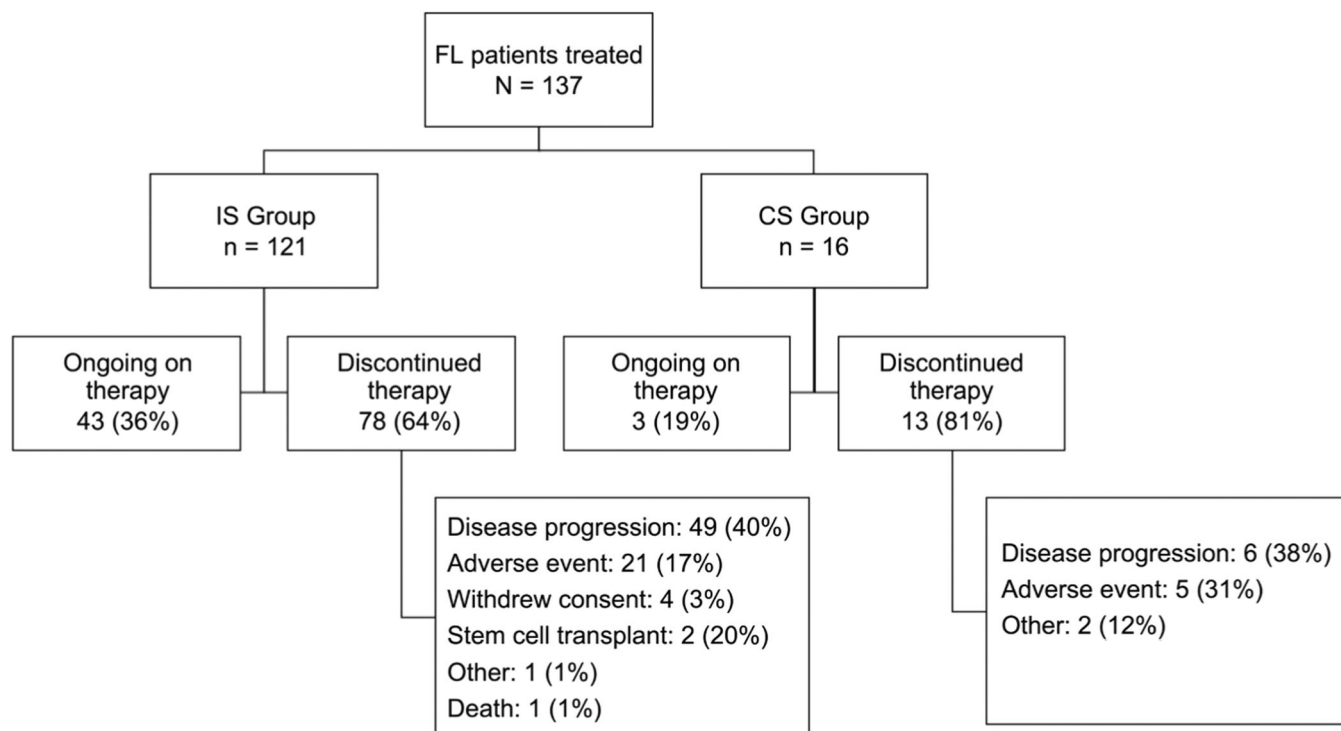 FL patients treated
N = 137
IS Group
n = 121
CS Group
n = 16
Ongoing on
therapy
43 (36%)
Discontinued
therapy
78 (64%)
Ongoing on
therapy
3 (19%)
Discontinued
therapy
13 (81%)
Disease progression: 49 (40%)
Adverse event: 21 (17%)
Withdrew consent: 4 (3%)
Stem cell transplant: 2 (20%)
Other: 1 (1%)
Death: 1 (1%)
Disease progression: 6 (38%)
Adverse event: 5 (31%)
Other: 2 (12%)